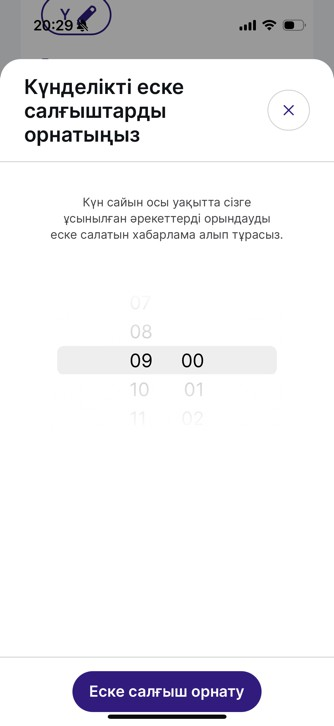 Y
20:29
Күнделікті еске
салғыштарды
орнатыңыз
Күн сайын осы уақытта сізге
ұсынылған әрекеттерді орындауды
еске салатын хабарлама алып тұрасыз.
07
08
09 00
10 01
11 02
Еске салғыш орнату